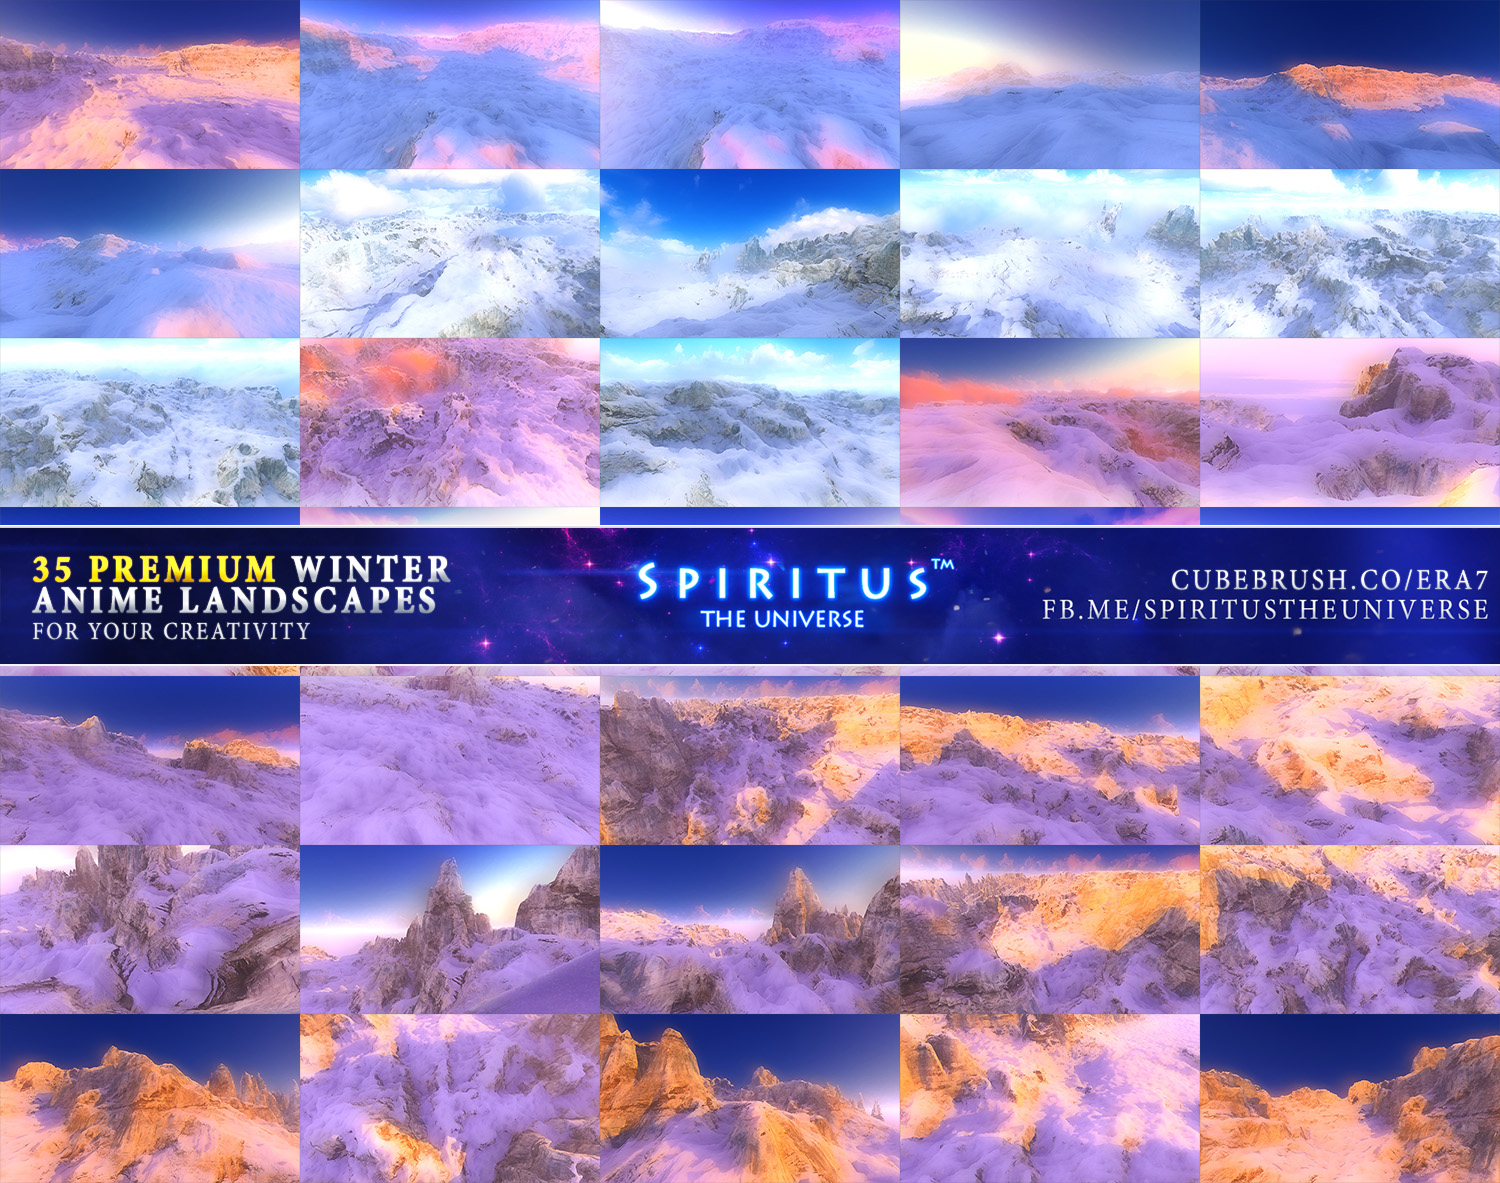 35 PREMIUM WINTER
ANIME LANDSCAPES
FOR YOUR CREATIVITY
SPIRITUS™
THE UNIVERSE
CUBEBRUSH.CO/ERA7
FB.ME/SPIRITUSTHEUNIVERSE